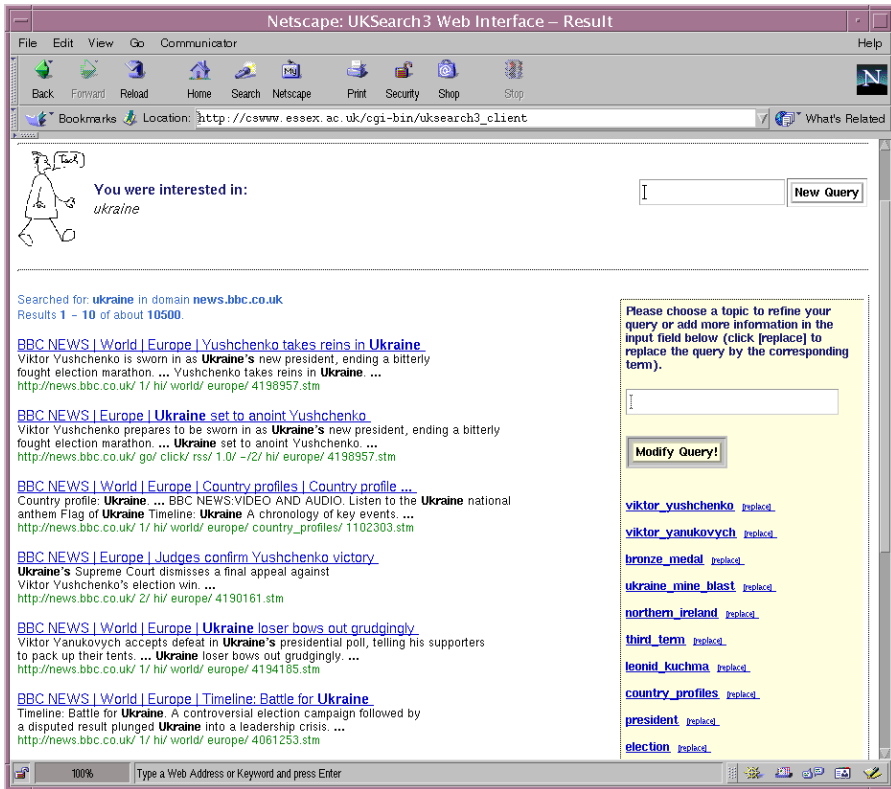 Netscape: UKSearch3 Web Interface – Result
File Edit View Go Communicator Help
Back Forward Reload Home Search Netscape Print Security Shop Stop
N
Bookmarks Location: http://cswww.essex.ac.uk/cgi-bin/uksearch3_client What's Related
You were interested in:
ukraine
New Query
Searched for: ukraine in domain news.bbc.co.uk
Results 1 – 10 of about 10500.
BBC NEWS | World | Europe | Yushchenko takes reins in Ukraine
Viktor Yushchenko is sworn in as Ukraine's new president, ending a bitterly
fought election marathon. ... Yushchenko takes reins in Ukraine. ...
http://news.bbc.co.uk/ 1/ hi/ world/ europe/ 4198957.stm
BBC NEWS | Europe | Ukraine set to anoint Yushchenko
Viktor Yushchenko prepares to be sworn in as Ukraine's new president, ending a bitterly
fought election marathon. ... Ukraine set to anoint Yushchenko. ...
http://news.bbc.co.uk/ go/ click/ rss/ 1.0/ -/2/ hi/ europe/ 4198957.stm
BBC NEWS | World | Europe | Country profiles | Country profile ...
Country profile: Ukraine. ... BBC NEWS:VIDEO AND AUDIO. Listen to the Ukraine national
anthem Flag of Ukraine Timeline: Ukraine A chronology of key events. ...
http://news.bbc.co.uk/ 1/ hi/ world/ europe/ country_profiles/ 1102303.stm
BBC NEWS | Europe | Judges confirm Yushchenko victory
Ukraine's Supreme Court dismisses a final appeal against
Viktor Yushchenko's election win. ...
http://news.bbc.co.uk/ 2/ hi/ europe/ 4190161.stm
BBC NEWS | World | Europe | Ukraine loser bows out grudgingly
Viktor Yanukovych accepts defeat in Ukraine's presidential poll, telling his supporters
to pack up their tents. ... Ukraine loser bows out grudgingly. ...
http://news.bbc.co.uk/ 1/ hi/ world/ europe/ 4194185.stm
BBC NEWS | World | Europe | Timeline: Battle for Ukraine
Timeline: Battle for Ukraine. A controversial election campaign followed by
a disputed result plunged Ukraine into a leadership crisis. ...
http://news.bbc.co.uk/ 1/ hi/ world/ europe/ 4061253.stm
Please choose a topic to refine your
query or add more information in the
input field below (click [replace] to
replace the query by the corresponding
term).
Modify Query!
viktor_yushchenko [replace]
viktor_yanukovych [replace]
bronze_medal [replace]
ukraine_mine_blast [replace]
northern_ireland [replace]
third_term [replace]
leonid_kuchma [replace]
country_profiles [replace]
president [replace]
election [replace]
100% Type a Web Address or Keyword and press Enter